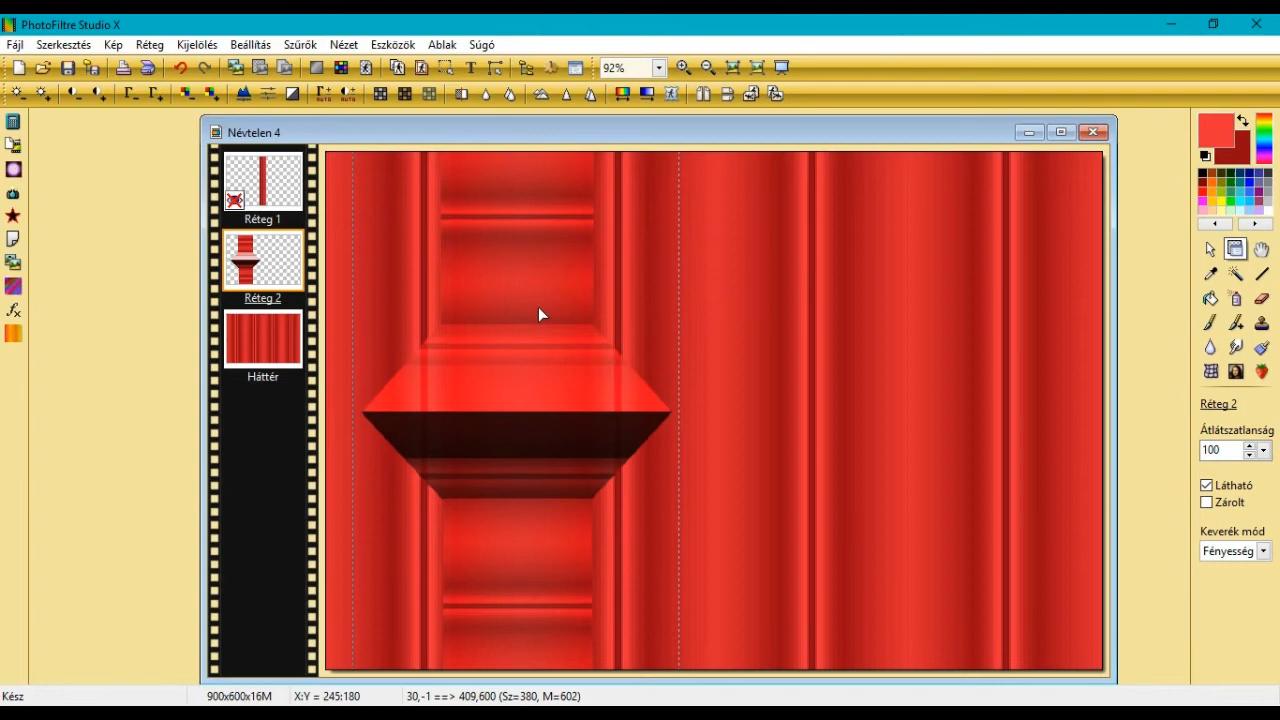 PhotoFiltre Studio X
Fájl Szerkesztés Kép Réteg Kijelölés Beállítás Szűrők Nézet Eszközök Ablak Súgó
92%
AUTO AUTO
Névtelen 4
Réteg 1
Réteg 2
Háttér
Réteg 2
Átlátszatlanság
100
Látható
Zárolt
Keverék mód
Fényesség
Kész 900x600x16M X:Y = 245:180 30,-1 ==> 409,600 (Sz=380, M=602)